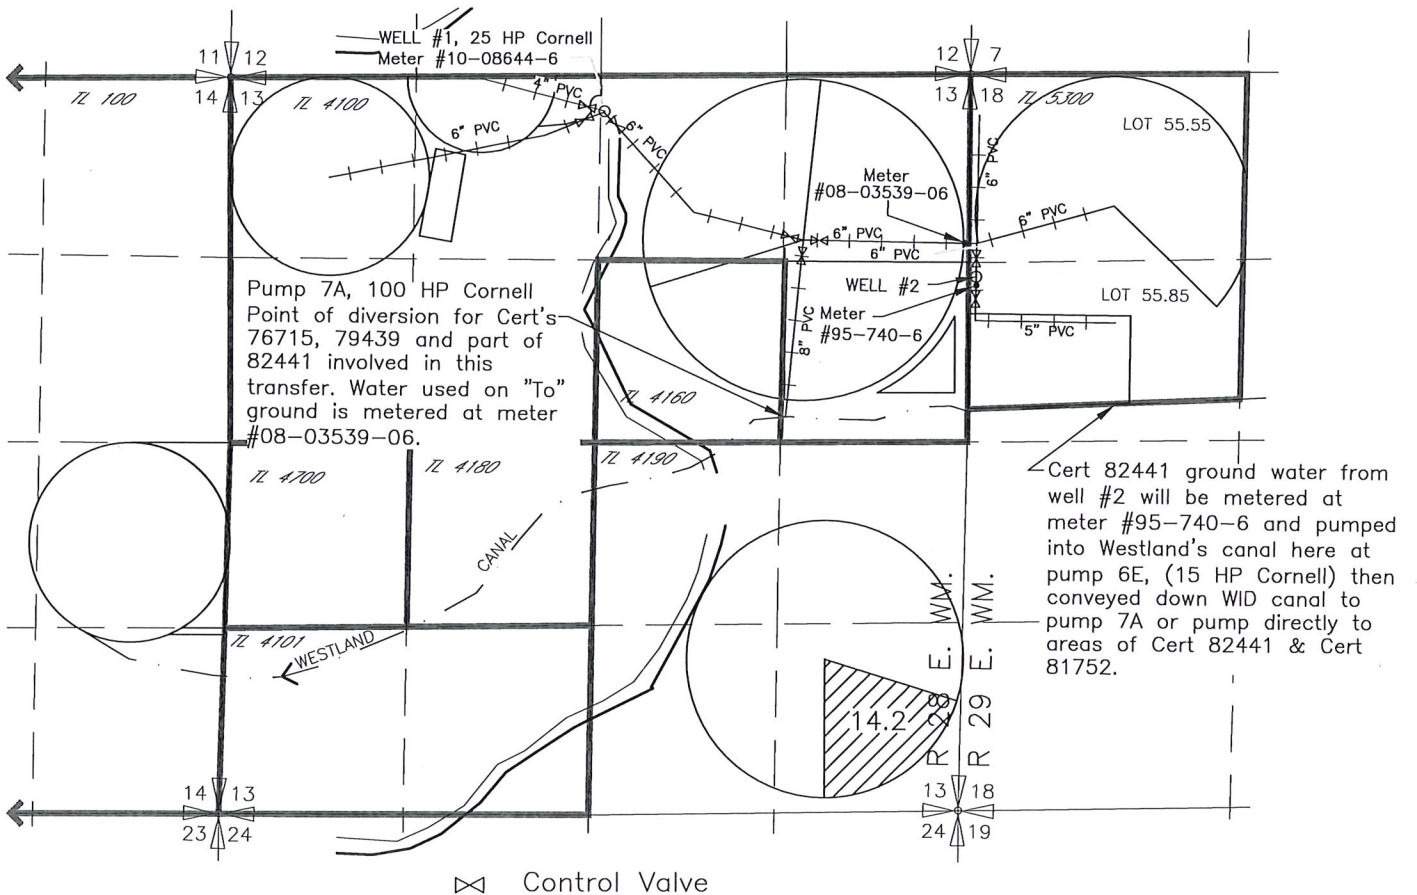 WELL #1, 25 HP Cornell
Meter #10-08644-6
11 12
14 13
12 7
13 18
TL 100
TL 4100
4" PVC
6" PVC
6" PVC
TL 5300
LOT 55.55
Meter
#08-03539-06
6" PVC
6" PVC
6" PVC
6" PVC
WELL #2
Meter
#95-740-6
8" PVC
5" PVC
LOT 55.85
Pump 7A, 100 HP Cornell
Point of diversion for Cert's
76715, 79439 and part of
82441 involved in this
transfer. Water used on "To"
ground is metered at meter
#08-03539-06.
TL 4160
TL 4700
TL 4180
TL 4190
CANAL
Cert 82441 ground water from
well #2 will be metered at
meter #95-740-6 and pumped
into Westland's canal here at
pump 6E, (15 HP Cornell) then
conveyed down WID canal to
pump 7A or pump directly to
areas of Cert 82441 & Cert
81752.
TL 4101
WESTLAND
14.2
R 28 E. WM.
R 29 E. WM.
14 13
23 24
13 18
24 19
Control Valve